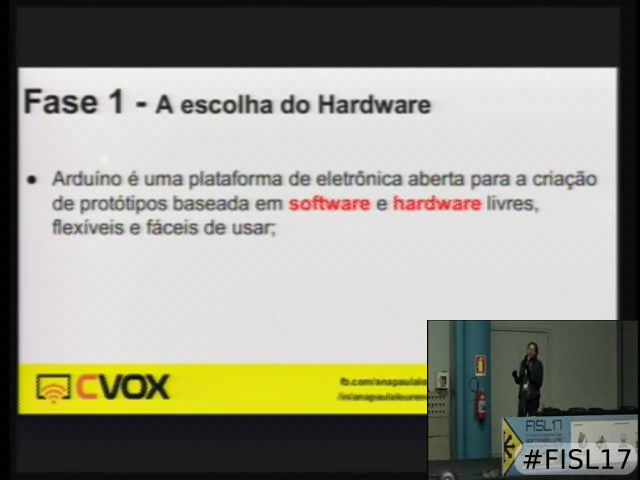 Fase 1 - A escolha do Hardware
● Arduíno é uma plataforma de eletrônica aberta para a criação
de protótipos baseada em software e hardware livres,
flexíveis e fáceis de usar;
CVOX
FISL17
#FISL17